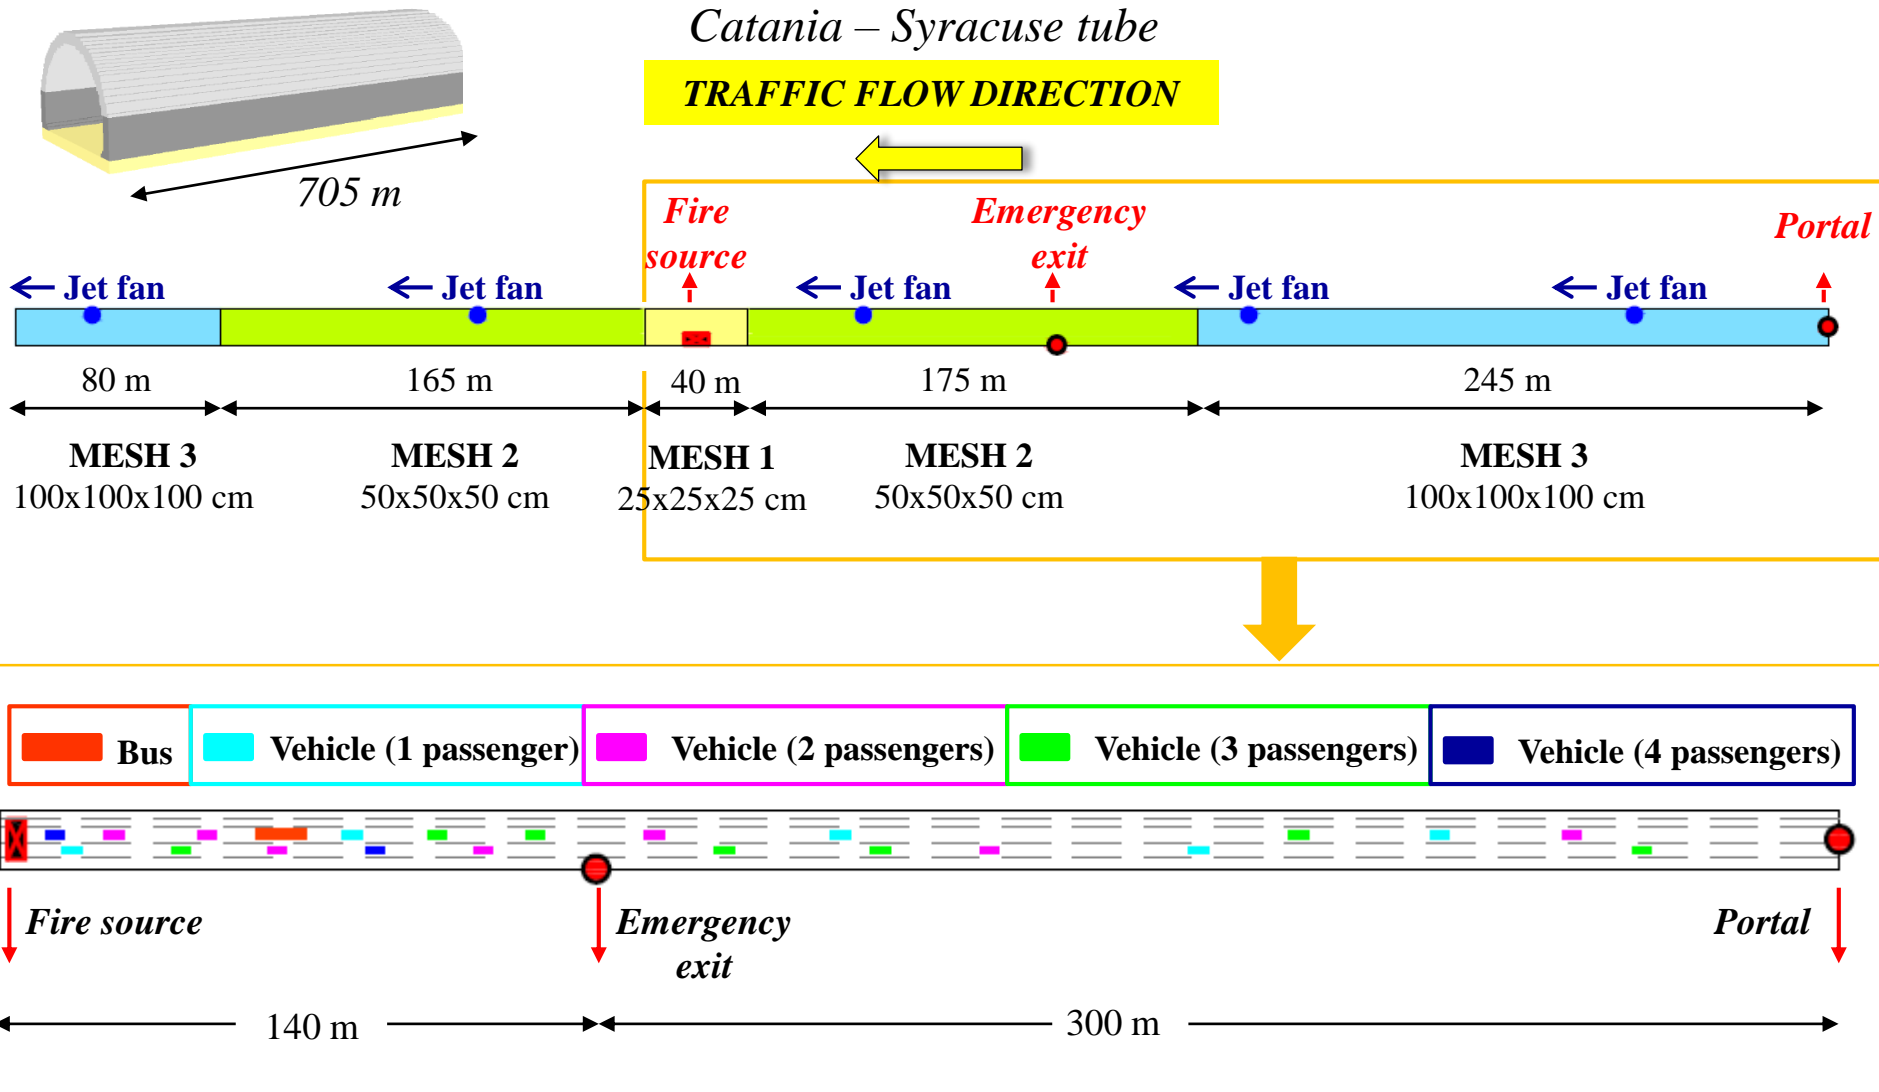 Catania – Syracuse tube
TRAFFIC FLOW DIRECTION
705 m
Fire
source
Emergency
exit
Portal
Jet fan
Jet fan
Jet fan
Jet fan
Jet fan
80 m
165 m
40 m
175 m
245 m
MESH 3
100x100x100 cm
MESH 2
50x50x50 cm
MESH 1
25x25x25 cm
MESH 2
50x50x50 cm
MESH 3
100x100x100 cm
Bus
Vehicle (1 passenger)
Vehicle (2 passengers)
Vehicle (3 passengers)
Vehicle (4 passengers)
Fire source
Emergency
exit
Portal
140 m
300 m